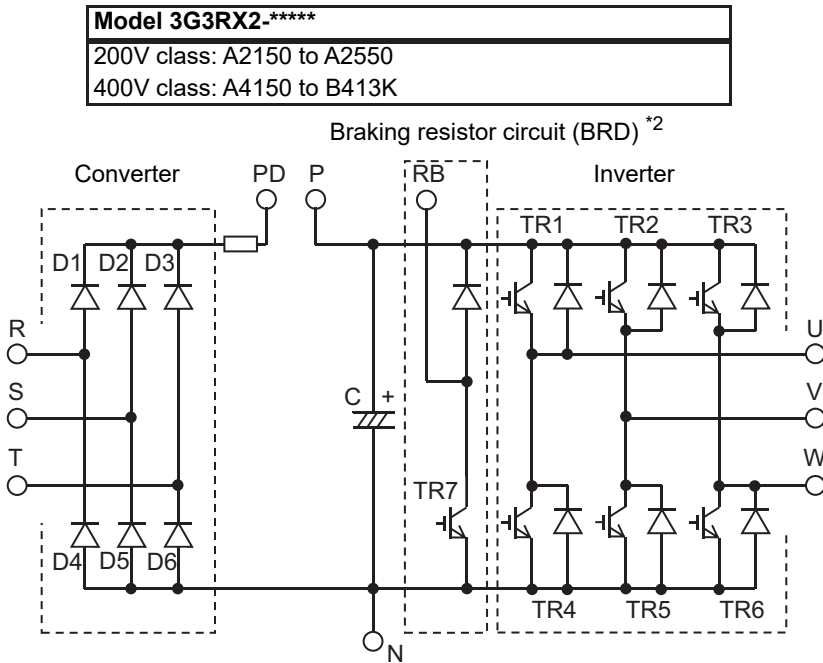 Model 3G3RX2-*****
200V class: A2150 to A2550
400V class: A4150 to B413K
Braking resistor circuit (BRD) *2
Converter PD P RB Inverter
TR1 TR2 TR3
D1 D2 D3
R U
S C + V
T TR7 W
D4 D5 D6
TR4 TR5 TR6
N